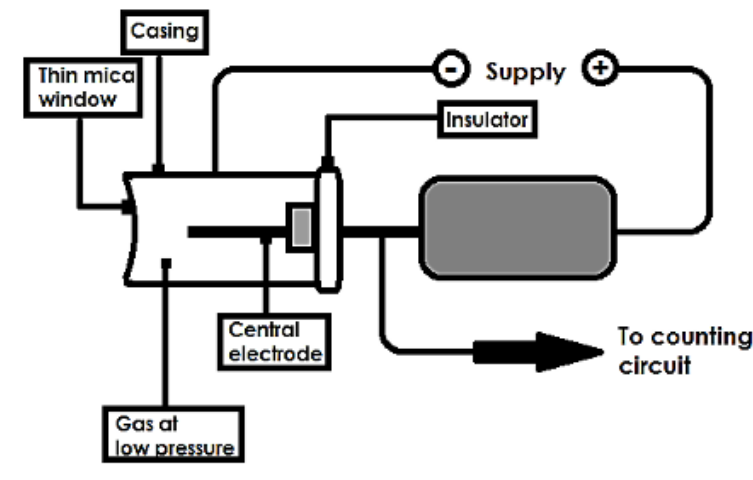 Casing
Thin mica
window
-
Supply
+
Insulator
Central
electrode
To counting
circuit
Gas at
low pressure